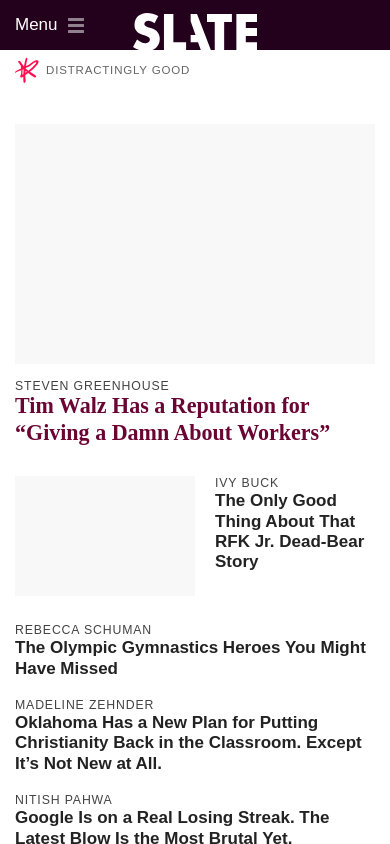 Menu
SLATE
DISTRACTINGLY GOOD
STEVEN GREENHOUSE
Tim Walz Has a Reputation for
“Giving a Damn About Workers”
IVY BUCK
The Only Good
Thing About That
RFK Jr. Dead-Bear
Story
REBECCA SCHUMAN
The Olympic Gymnastics Heroes You Might
Have Missed
MADELINE ZEHNDER
Oklahoma Has a New Plan for Putting
Christianity Back in the Classroom. Except
It’s Not New at All.
NITISH PAHWA
Google Is on a Real Losing Streak. The
Latest Blow Is the Most Brutal Yet.